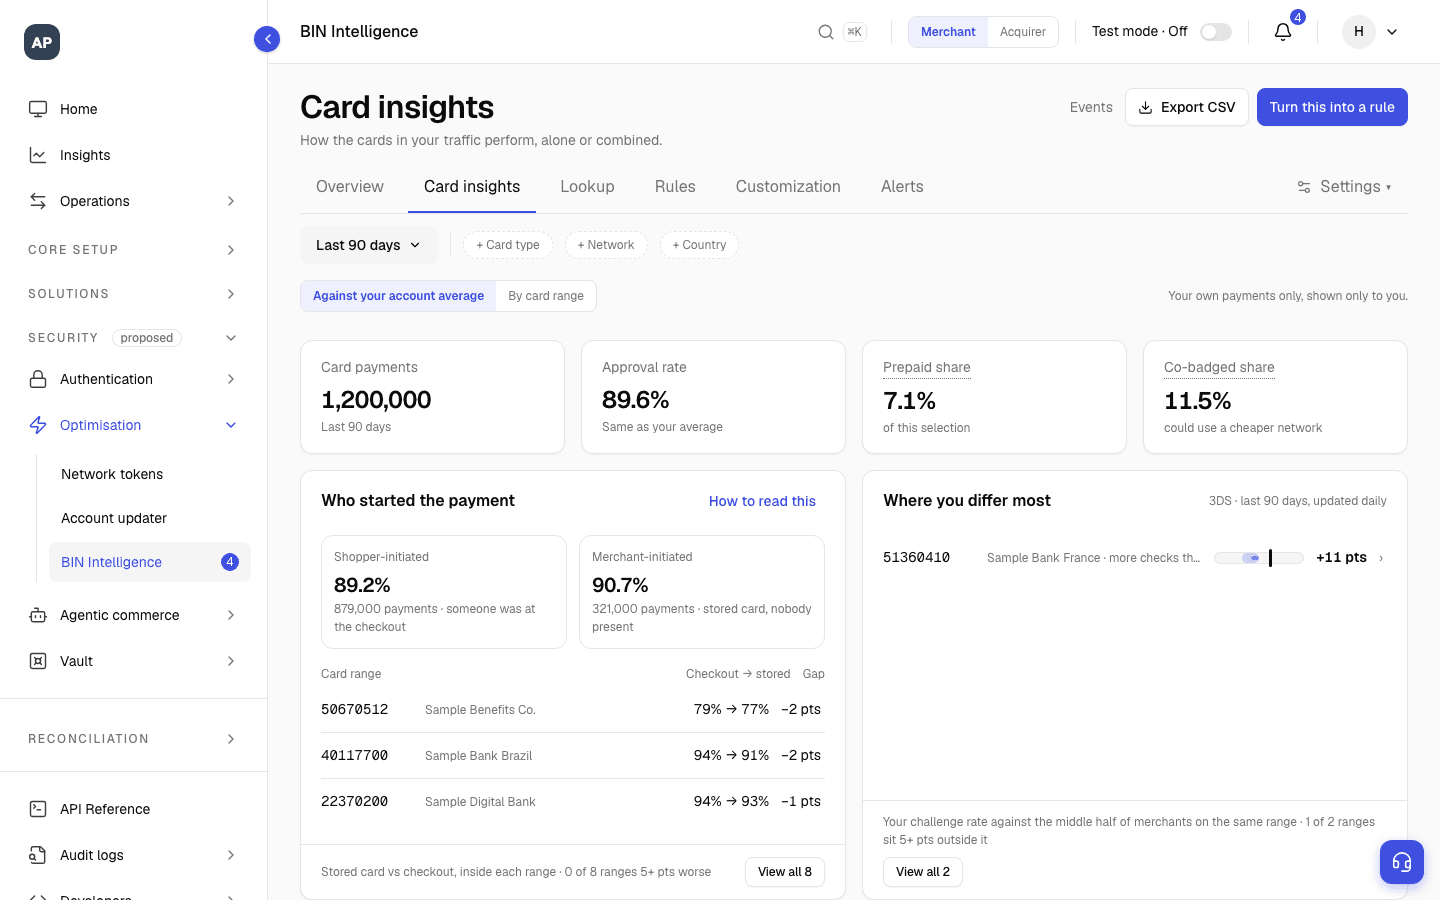 AP
Home
Insights
Operations
CORE SETUP
SOLUTIONS
SECURITY proposed
Authentication
Optimisation
Network tokens
Account updater
BIN Intelligence 4
Agentic commerce
Vault
RECONCILIATION
API Reference
Audit logs
Developers
BIN Intelligence
⌘K
Merchant Acquirer
Test mode · Off
4
H
Card insights
How the cards in your traffic perform, alone or combined.
Events
Export CSV
Turn this into a rule
Overview Card insights Lookup Rules Customization Alerts Settings ▾
Last 90 days + Card type + Network + Country
Against your account average By card range
Your own payments only, shown only to you.
Card payments
1,200,000
Last 90 days
Approval rate
89.6%
Same as your average
Prepaid share
7.1%
of this selection
Co-badged share
11.5%
could use a cheaper network
Who started the payment How to read this
Shopper-initiated
89.2%
879,000 payments · someone was at
the checkout
Merchant-initiated
90.7%
321,000 payments · stored card, nobody
present
Card range Checkout → stored Gap
50670512 Sample Benefits Co. 79% → 77% −2 pts
40117700 Sample Bank Brazil 94% → 91% −2 pts
22370200 Sample Digital Bank 94% → 93% −1 pts
Stored card vs checkout, inside each range · 0 of 8 ranges 5+ pts worse View all 8
Where you differ most 3DS · last 90 days, updated daily
51360410 Sample Bank France · more checks th… +11 pts ›
Your challenge rate against the middle half of merchants on the same range · 1 of 2 ranges
sit 5+ pts outside it
View all 2